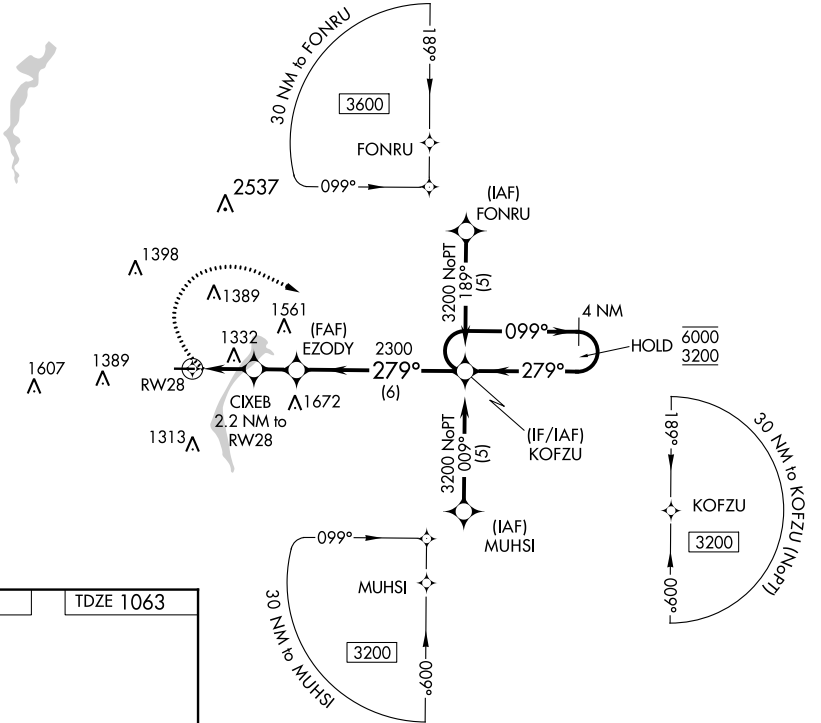 30 NM to FONRU
189°
3600
FONRU
099°
2537
(IAF)
FONRU
1398
3200 NoPT
189°
(5)
1389
1561
(FAF)
EZODY
4 NM
099°
HOLD
6000
3200
1332
2300
279°
(6)
279°
1607
1389
RW28
CIXEB
2.2 NM to
RW28
1672
(IF/IAF)
KOFZU
1313
3200 NoPT
009°
(5)
189°
30 NM to KOFZU (NoPT)
KOFZU
3200
009°
(IAF)
MUHSI
099°
MUHSI
30 NM to MUHSI
3200
009°
TDZE 1063